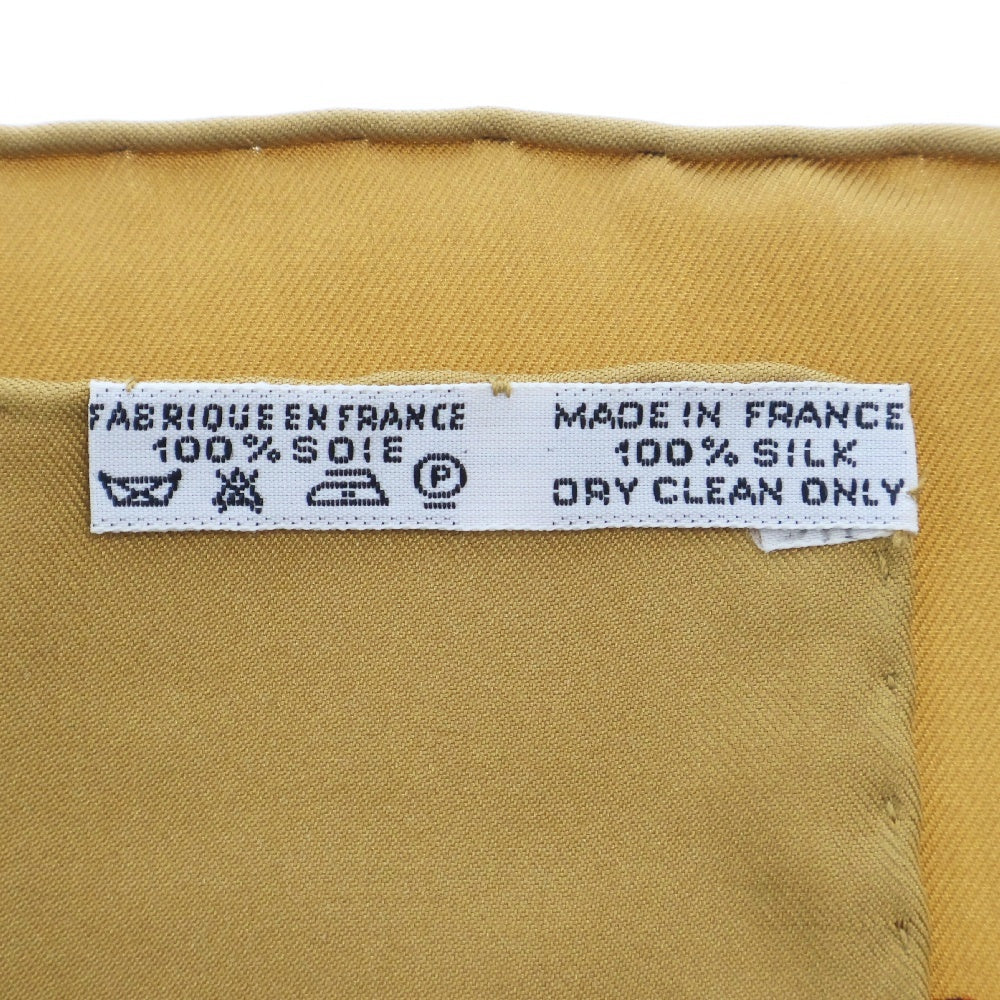 FABRIQUE EN FRANCE
100% SOIE
P
MADE IN FRANCE
100% SILK
DRY CLEAN ONLY